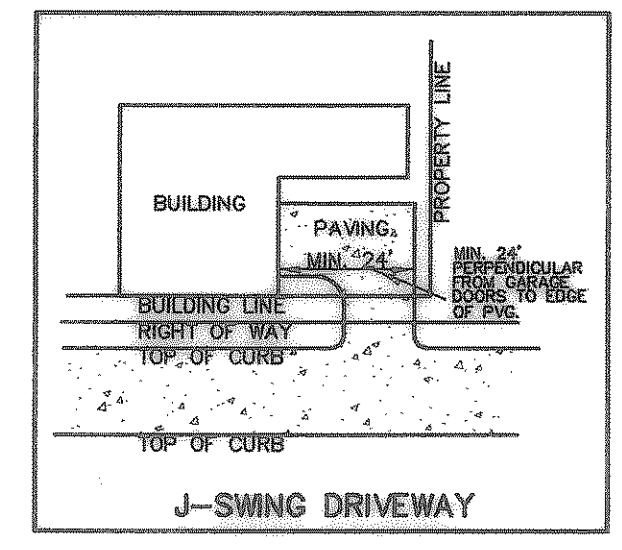 PROPERTY LINE
BUILDING
PAVING
MIN. 24'
MIN. 24'
PERPENDICULAR
FROM GARAGE
DOORS TO EDGE
OF PVG.
BUILDING LINE
RIGHT OF WAY
TOP OF CURB
TOP OF CURB
J-SWING DRIVEWAY